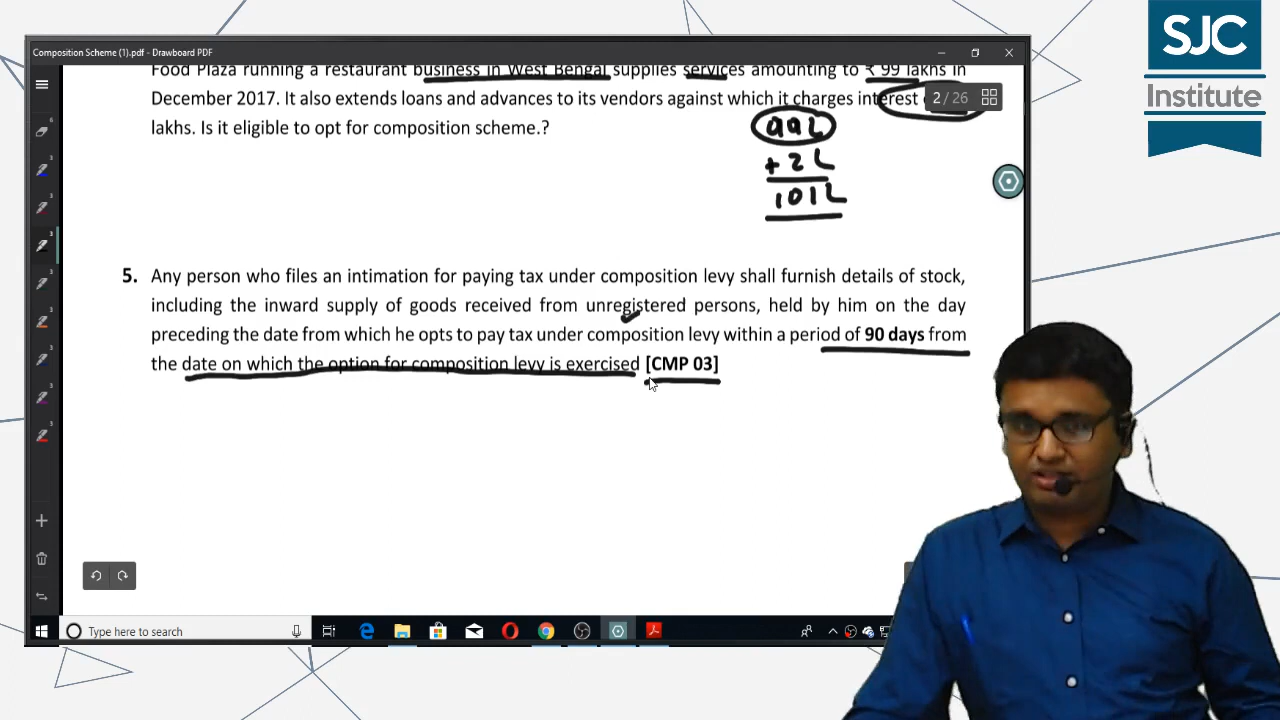 SJC
Institute
Composition Scheme (1).pdf - Drawboard PDF
Food Plaza running a restaurant business in West Bengal supplies services amounting to ₹ 99 lakhs in
December 2017. It also extends loans and advances to its vendors against which it charges interest
2 / 26
lakhs. Is it eligible to opt for composition scheme.?
99L
+ 2 L
101L
5. Any person who files an intimation for paying tax under composition levy shall furnish details of stock,
including the inward supply of goods received from unregistered persons, held by him on the day
preceding the date from which he opts to pay tax under composition levy within a period of 90 days from
the date on which the option for composition levy is exercised [CMP 03]
Type here to search